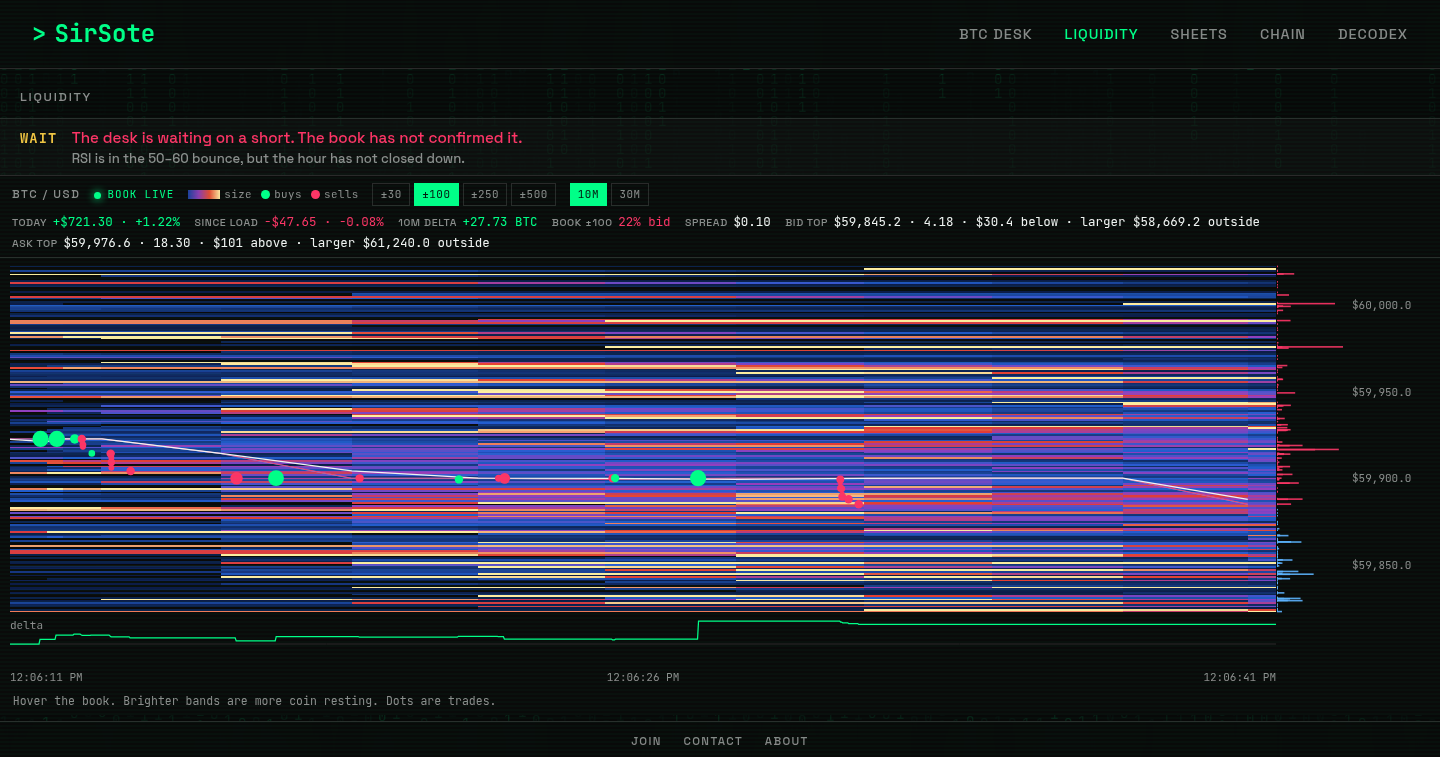 > SirSote
BTC DESK LIQUIDITY SHEETS CHAIN DECODEX
LIQUIDITY
WAIT The desk is waiting on a short. The book has not confirmed it.
RSI is in the 50–60 bounce, but the hour has not closed down.
BTC / USD BOOK LIVE size buys sells ±30 ±100 ±250 ±500 10M 30M
TODAY +$721.30 · +1.22% SINCE LOAD -$47.65 · -0.08% 10M DELTA +27.73 BTC BOOK ±100 22% bid SPREAD $0.10 BID TOP $59,845.2 · 4.18 · $30.4 below · larger $58,669.2 outside
ASK TOP $59,976.6 · 18.30 · $101 above · larger $61,240.0 outside
$60,000.0
$59,950.0
$59,900.0
$59,850.0
delta
12:06:11 PM 12:06:26 PM 12:06:41 PM
Hover the book. Brighter bands are more coin resting. Dots are trades.
JOIN CONTACT ABOUT